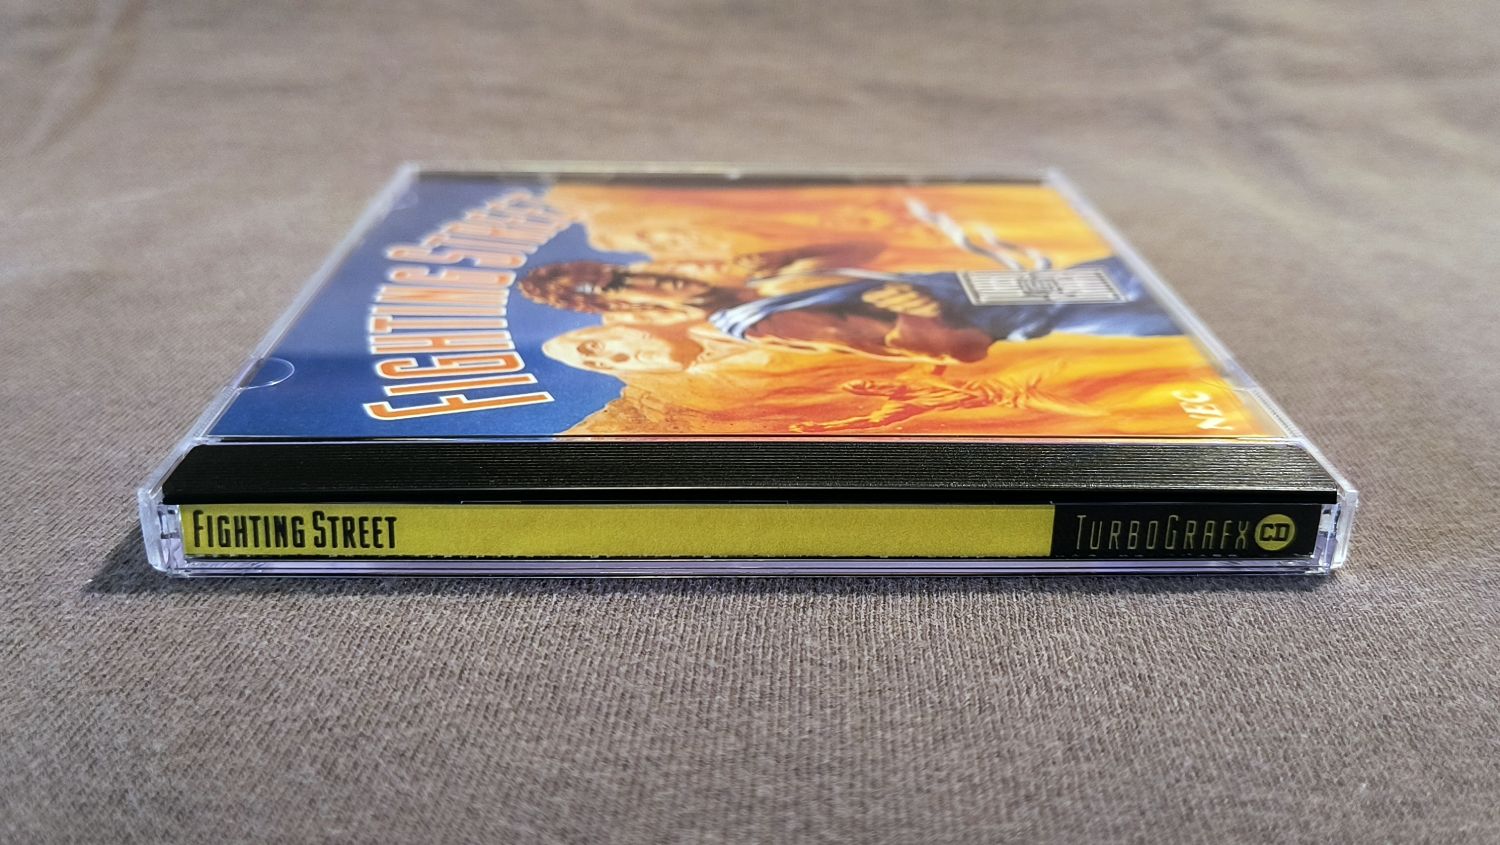 FIGHTING STREET
NEC
FIGHTING STREET
TURBOGRAFX CD